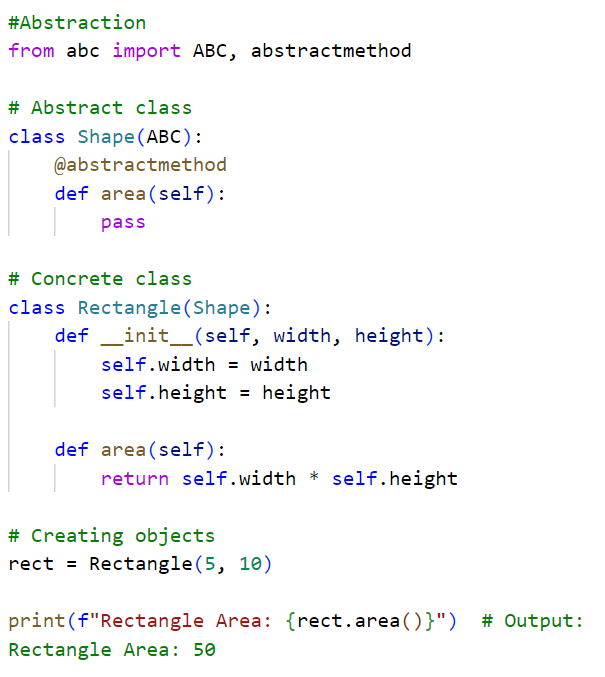 #Abstraction
from abc import ABC, abstractmethod

# Abstract class
class Shape(ABC):
    @abstractmethod
    def area(self):
        pass

# Concrete class
class Rectangle(Shape):
    def __init__(self, width, height):
        self.width = width
        self.height = height

    def area(self):
        return self.width * self.height

# Creating objects
rect = Rectangle(5, 10)

print(f"Rectangle Area: {rect.area()}")  # Output:
Rectangle Area: 50